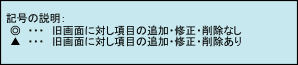 記号の説明：
◎ ・・・ 旧画面に対し項目の追加・修正・削除なし
▲ ・・・ 旧画面に対し項目の追加・修正・削除あり